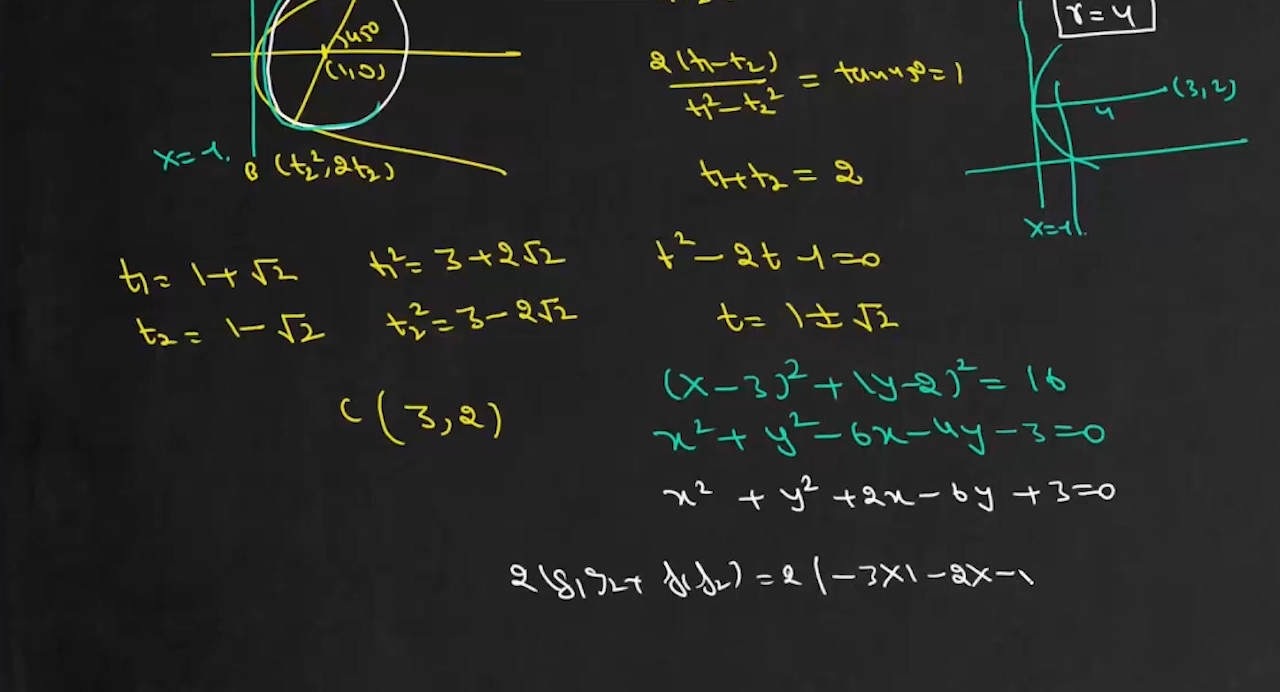 45°
(1,0)
x=-1.
B (t₂²,2t₂)
r=4
2(t₁-t₂)/(t₁²-t₂²) = tan45°=1
(3,2)
4
x=-1.
t₁+t₂=2
t₁= 1+√2 t₁²= 3+2√2
t²-2t-1=0
t₂= 1-√2 t₂²=3-2√2
t= 1±√2
C(3,2)
(x-3)²+(y-2)²=16
x²+y²-6x-4y-3=0
x²+y²+2x-6y+3=0
2(g₁g₂+f₁f₂)=2(-3x1-2x-